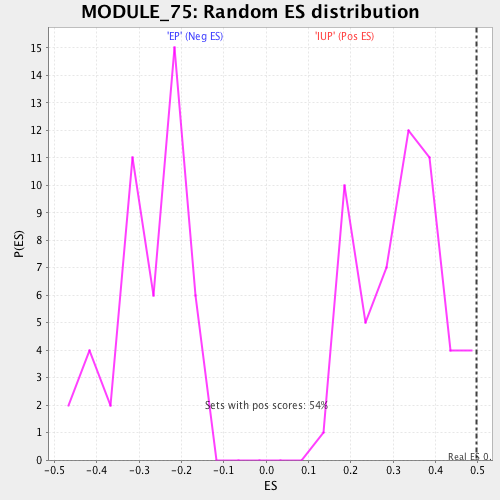 MODULE_75: Random ES distribution
'EP' (Neg ES) 'IUP' (Pos ES)
15
14
13
12
11
10
9
8
7
6
5
4
3
2
1
0
P(ES)
Sets with pos scores: 54%
Real ES 0.
-0.5 -0.4 -0.3 -0.2 -0.1 0.0 0.1 0.2 0.3 0.4 0.5
ES